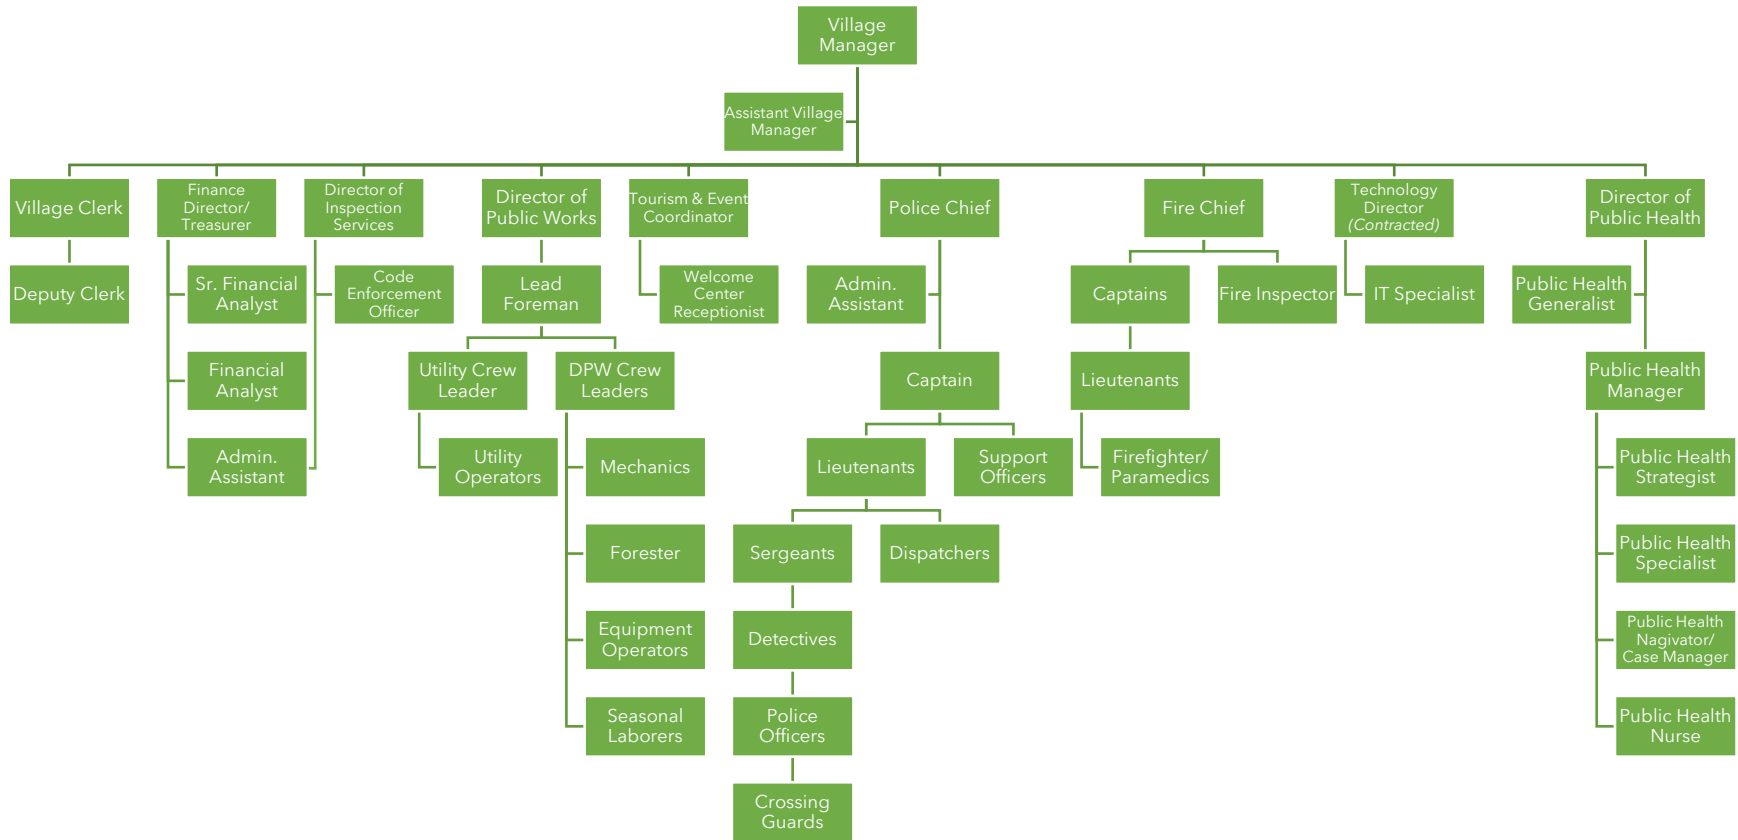 Village
Manager
Assistant Village
Manager
Village Clerk
Finance
Director/
Treasurer
Director of
Inspection
Services
Director of
Public Works
Tourism & Event
Coordinator
Police Chief
Fire Chief
Technology
Director
(Contracted)
Director of
Public Health
Deputy Clerk
Sr. Financial
Analyst
Code
Enforcement
Officer
Lead
Foreman
Welcome
Center
Receptionist
Admin.
Assistant
Captains
Fire Inspector
IT Specialist
Public Health
Generalist
Financial
Analyst
Utility Crew
Leader
DPW Crew
Leaders
Captain
Lieutenants
Public Health
Manager
Admin.
Assistant
Utility
Operators
Mechanics
Lieutenants
Support
Officers
Firefighter/
Paramedics
Public Health
Strategist
Forester
Sergeants
Dispatchers
Public Health
Specialist
Equipment
Operators
Detectives
Public Health
Nagivator/
Case Manager
Seasonal
Laborers
Police
Officers
Public Health
Nurse
Crossing
Guards